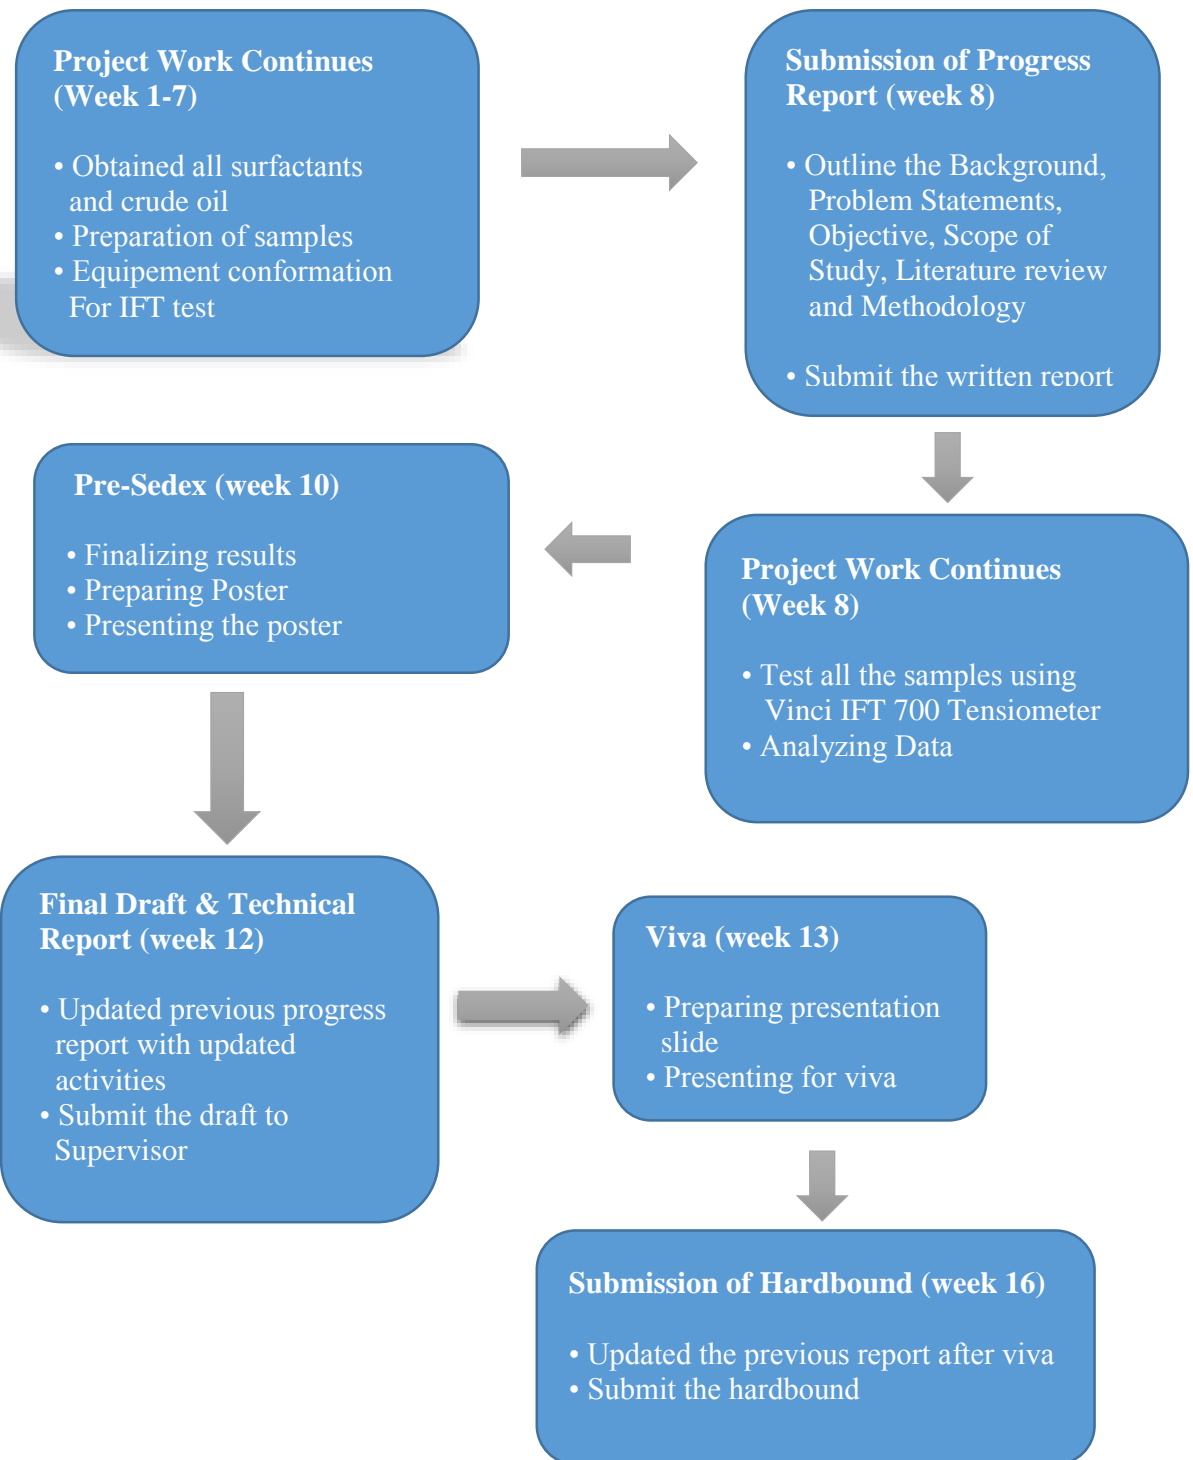 Project Work Continues
(Week 1-7)
• Obtained all surfactants
and crude oil
• Preparation of samples
• Equipement conformation
For IFT test
Submission of Progress
Report (week 8)
• Outline the Background,
Problem Statements,
Objective, Scope of
Study, Literature review
and Methodology
• Submit the written report
Project Work Continues
(Week 8)
• Test all the samples using
Vinci IFT 700 Tensiometer
• Analyzing Data
Pre-Sedex (week 10)
• Finalizing results
• Preparing Poster
• Presenting the poster
Final Draft & Technical
Report (week 12)
• Updated previous progress
report with updated
activities
• Submit the draft to
Supervisor
Viva (week 13)
• Preparing presentation
slide
• Presenting for viva
Submission of Hardbound (week 16)
• Updated the previous report after viva
• Submit the hardbound